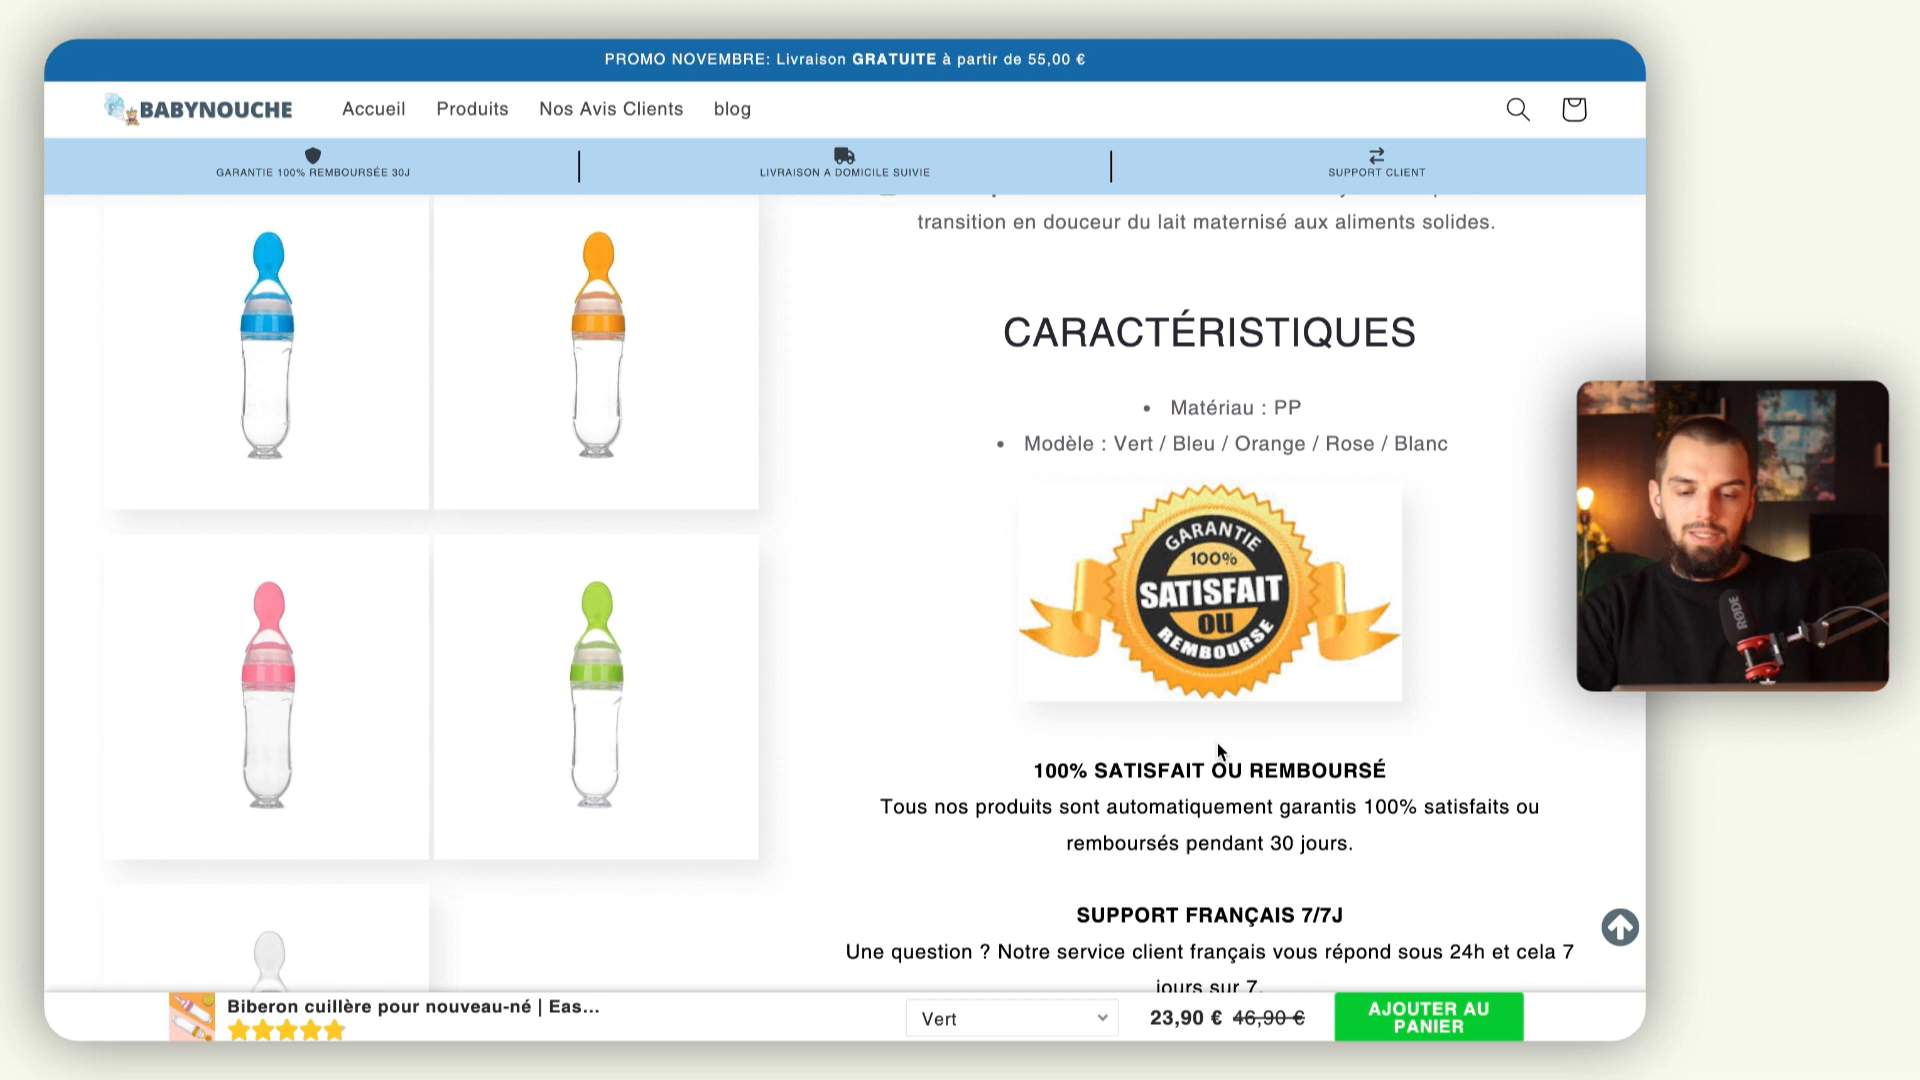 PROMO NOVEMBRE: Livraison GRATUITE à partir de 55,00 €
BABYNOUCHE
Accueil
Produits
Nos Avis Clients
blog
GARANTIE 100% REMBOURSÉE 30J
LIVRAISON A DOMICILE SUIVIE
SUPPORT CLIENT
transition en douceur du lait maternisé aux aliments solides.
CARACTÉRISTIQUES
• Matériau : PP
• Modèle : Vert / Bleu / Orange / Rose / Blanc
GARANTIE
100%
SATISFAIT
OU
REMBOURSE
100% SATISFAIT OU REMBOURSÉ
Tous nos produits sont automatiquement garantis 100% satisfaits ou
remboursés pendant 30 jours.
SUPPORT FRANÇAIS 7/7J
Une question ? Notre service client français vous répond sous 24h et cela 7
jours sur 7.
Biberon cuillère pour nouveau-né | Eas...
Vert
23,90 € 46,90 €
AJOUTER AU
PANIER
RØDE